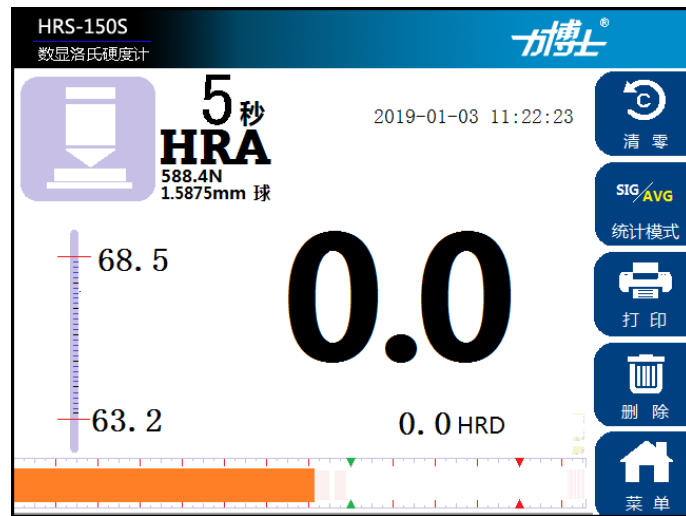 HRS-150S
数显洛氏硬度计
力博士®
5秒
HRA
588.4N
1.5875mm 球
2019-01-03 11:22:23
68.5
63.2
0.0
0.0 HRD
C
清 零
SIG/AVG
统计模式
打 印
删 除
菜 单